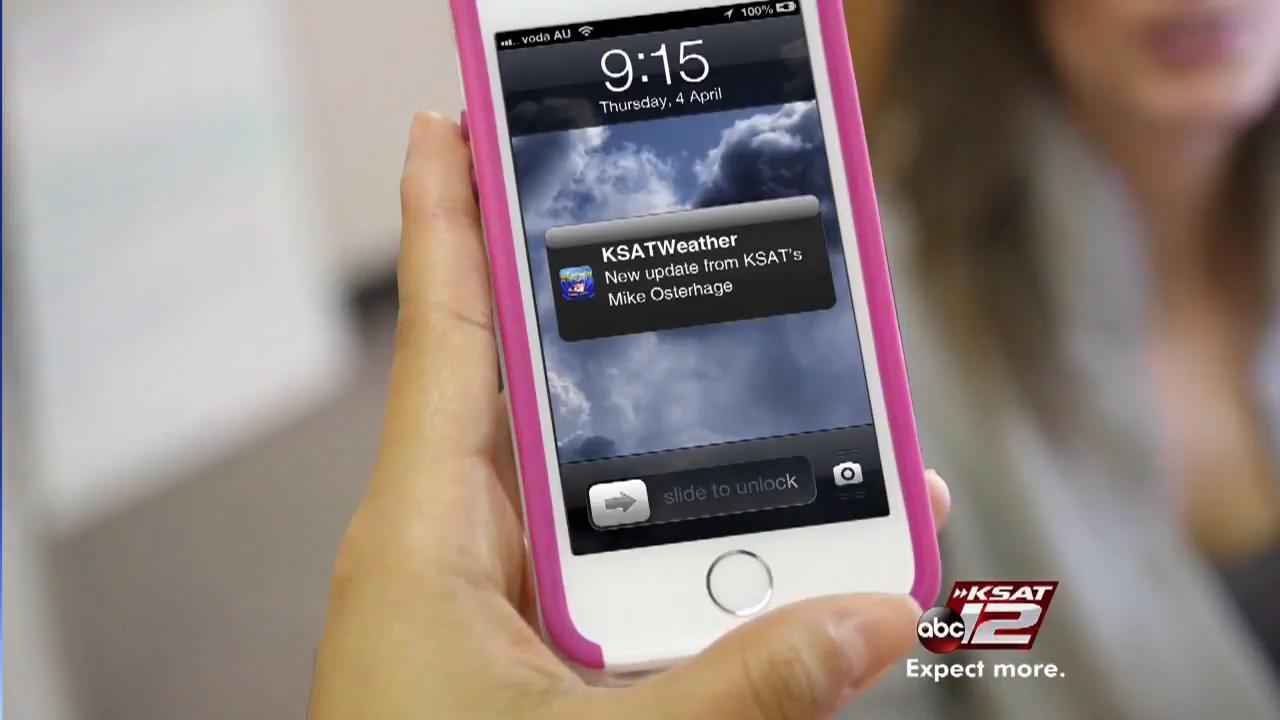 voda AU 100%
9:15
Thursday, 4 April
KSATWeather
New update from KSAT's
Mike Osterhage
slide to unlock
KSAT
abc 12
Expect more.